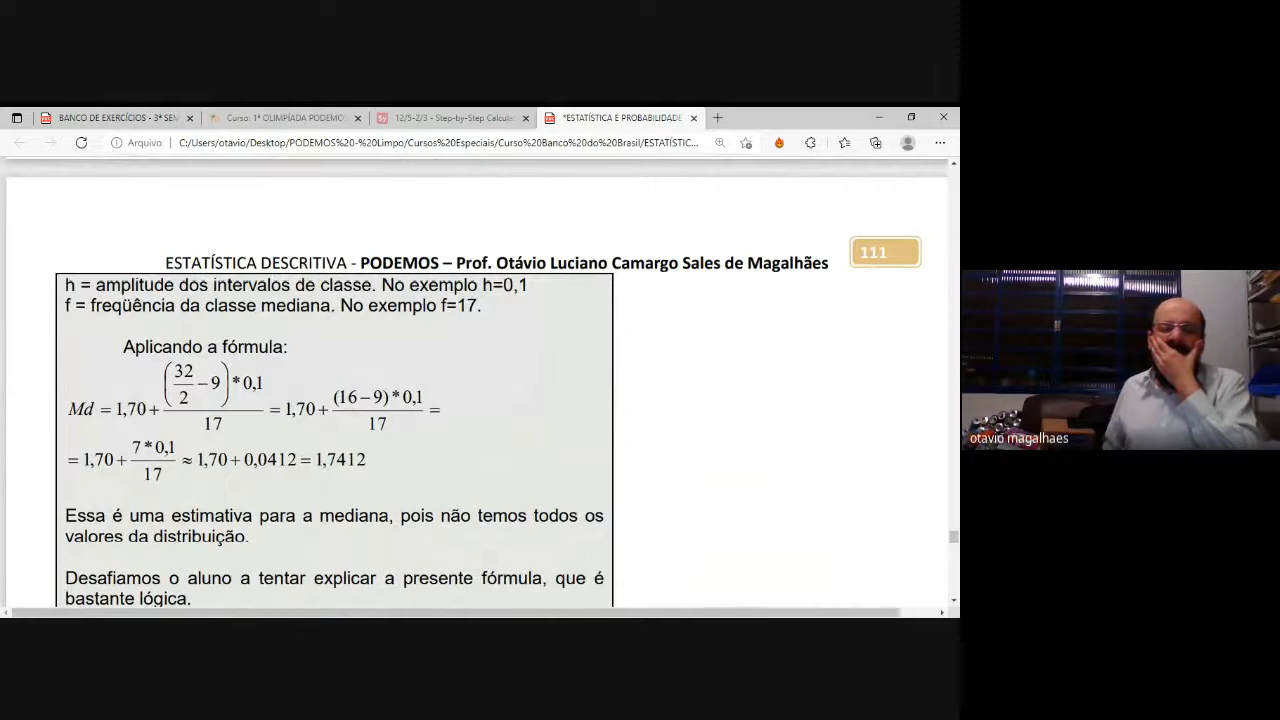 BANCO DE EXERCÍCIOS - 3ª SEM
Curso: 1ª OLIMPÍADA PODEMOS
12/5-2/3 - Step-by-Step Calcula
*ESTATÍSTICA E PROBABILIDADE
Arquivo | C:/Users/otavio/Desktop/PODEMOS%20-%20Limpo/Cursos%20Especiais/Curso%20Banco%20do%20Brasil/ESTATÍSTIC...
111
ESTATÍSTICA DESCRITIVA - PODEMOS – Prof. Otávio Luciano Camargo Sales de Magalhães
h = amplitude dos intervalos de classe. No exemplo h=0,1
f = freqüência da classe mediana. No exemplo f=17.
Aplicando a fórmula:
Md = 1,70 + ((32/2 − 9) * 0,1)/17 = 1,70 + ((16 − 9) * 0,1)/17 =
= 1,70 + (7 * 0,1)/17 ≈ 1,70 + 0,0412 = 1,7412
Essa é uma estimativa para a mediana, pois não temos todos os
valores da distribuição.
Desafiamos o aluno a tentar explicar a presente fórmula, que é
bastante lógica.
otavio magalhaes